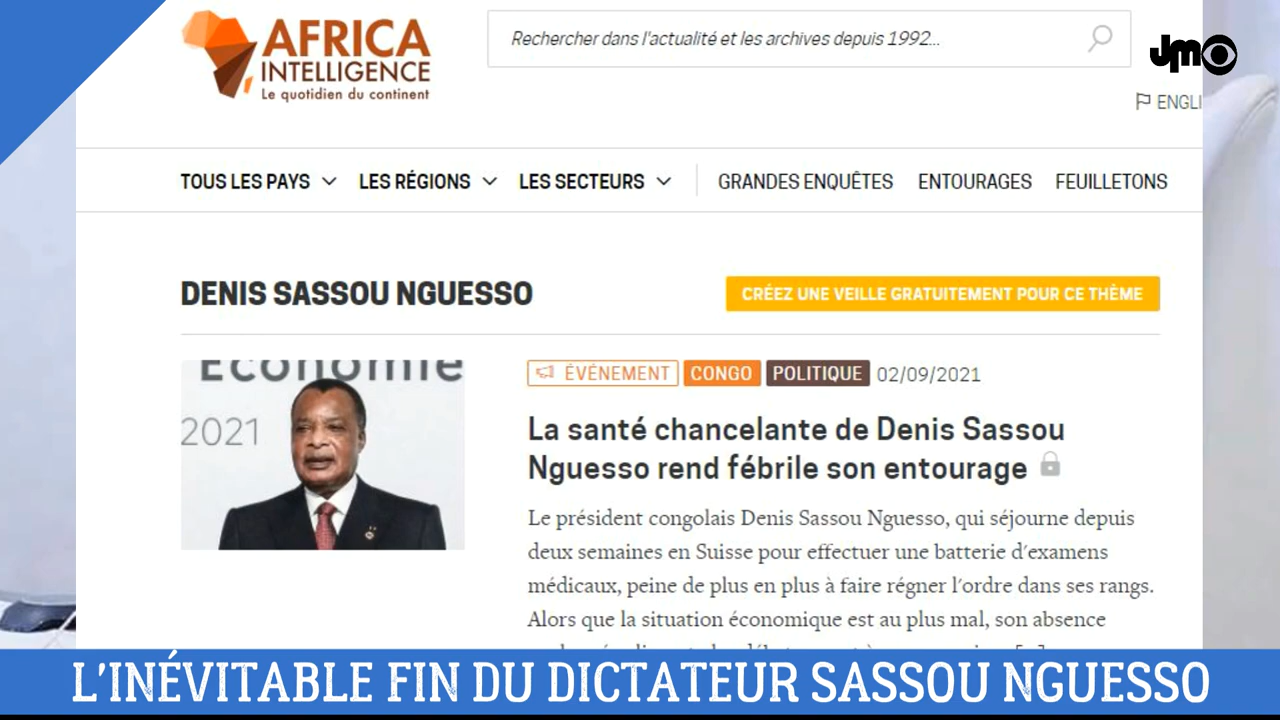 AFRICA
INTELLIGENCE
Le quotidien du continent
Rechercher dans l'actualité et les archives depuis 1992...
JMO
ENGLI
TOUS LES PAYS LES RÉGIONS LES SECTEURS GRANDES ENQUÊTES ENTOURAGES FEUILLETONS
DENIS SASSOU NGUESSO
CRÉEZ UNE VEILLE GRATUITEMENT POUR CE THÈME
Economie
2021
ÉVÉNEMENT CONGO POLITIQUE 02/09/2021
La santé chancelante de Denis Sassou
Nguesso rend fébrile son entourage
Le président congolais Denis Sassou Nguesso, qui séjourne depuis
deux semaines en Suisse pour effectuer une batterie d'examens
médicaux, peine de plus en plus à faire régner l'ordre dans ses rangs.
Alors que la situation économique est au plus mal, son absence
L'INÉVITABLE FIN DU DICTATEUR SASSOU NGUESSO